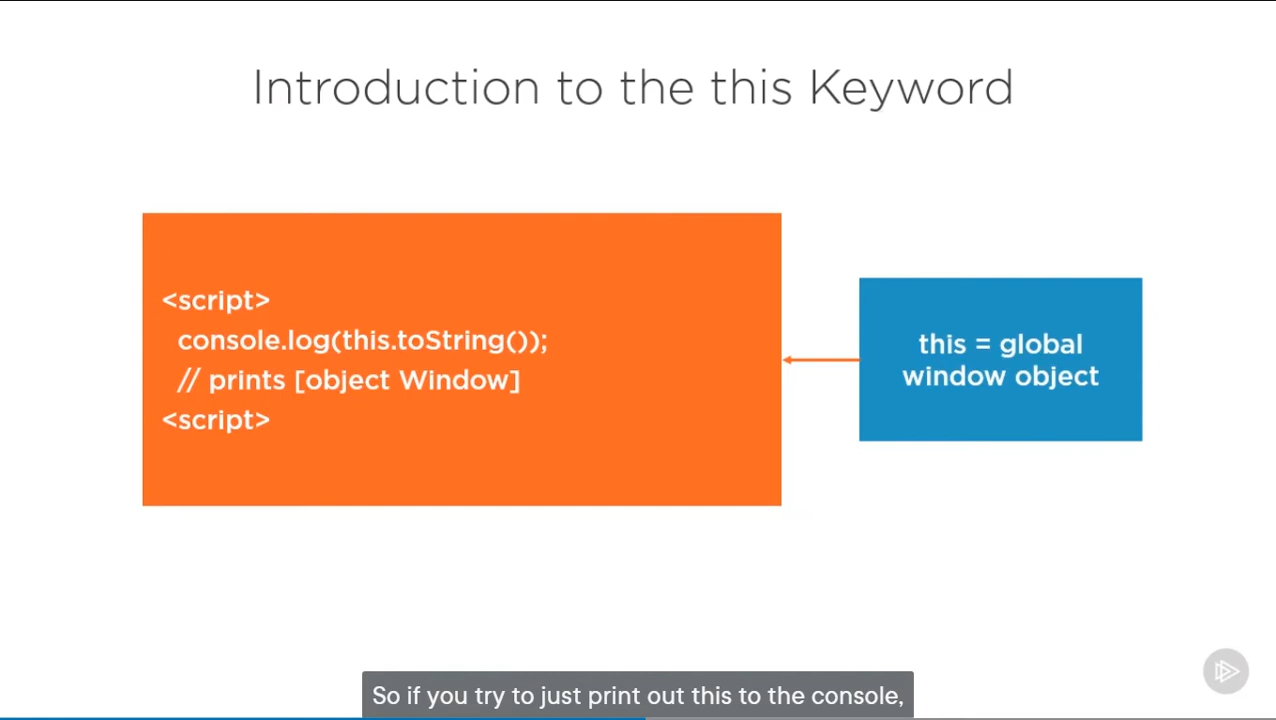 Introduction to the this Keyword
<script>
console.log(this.toString());
// prints [object Window]
<script>
this = global
window object
So if you try to just print out this to the console,